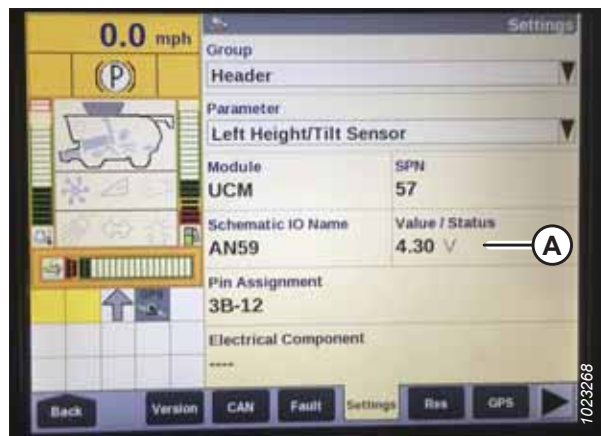 0.0 mph
Settings
(P)
Group
Header
Parameter
Left Height/Tilt Sensor
Module
SPN
UCM
57
Schematic IO Name
Value / Status
AN59
4.30 V
A
Pin Assignment
3B-12
Electrical Component
----
Back
Version
CAN
Fault
Settings
Res
GPS
1023268